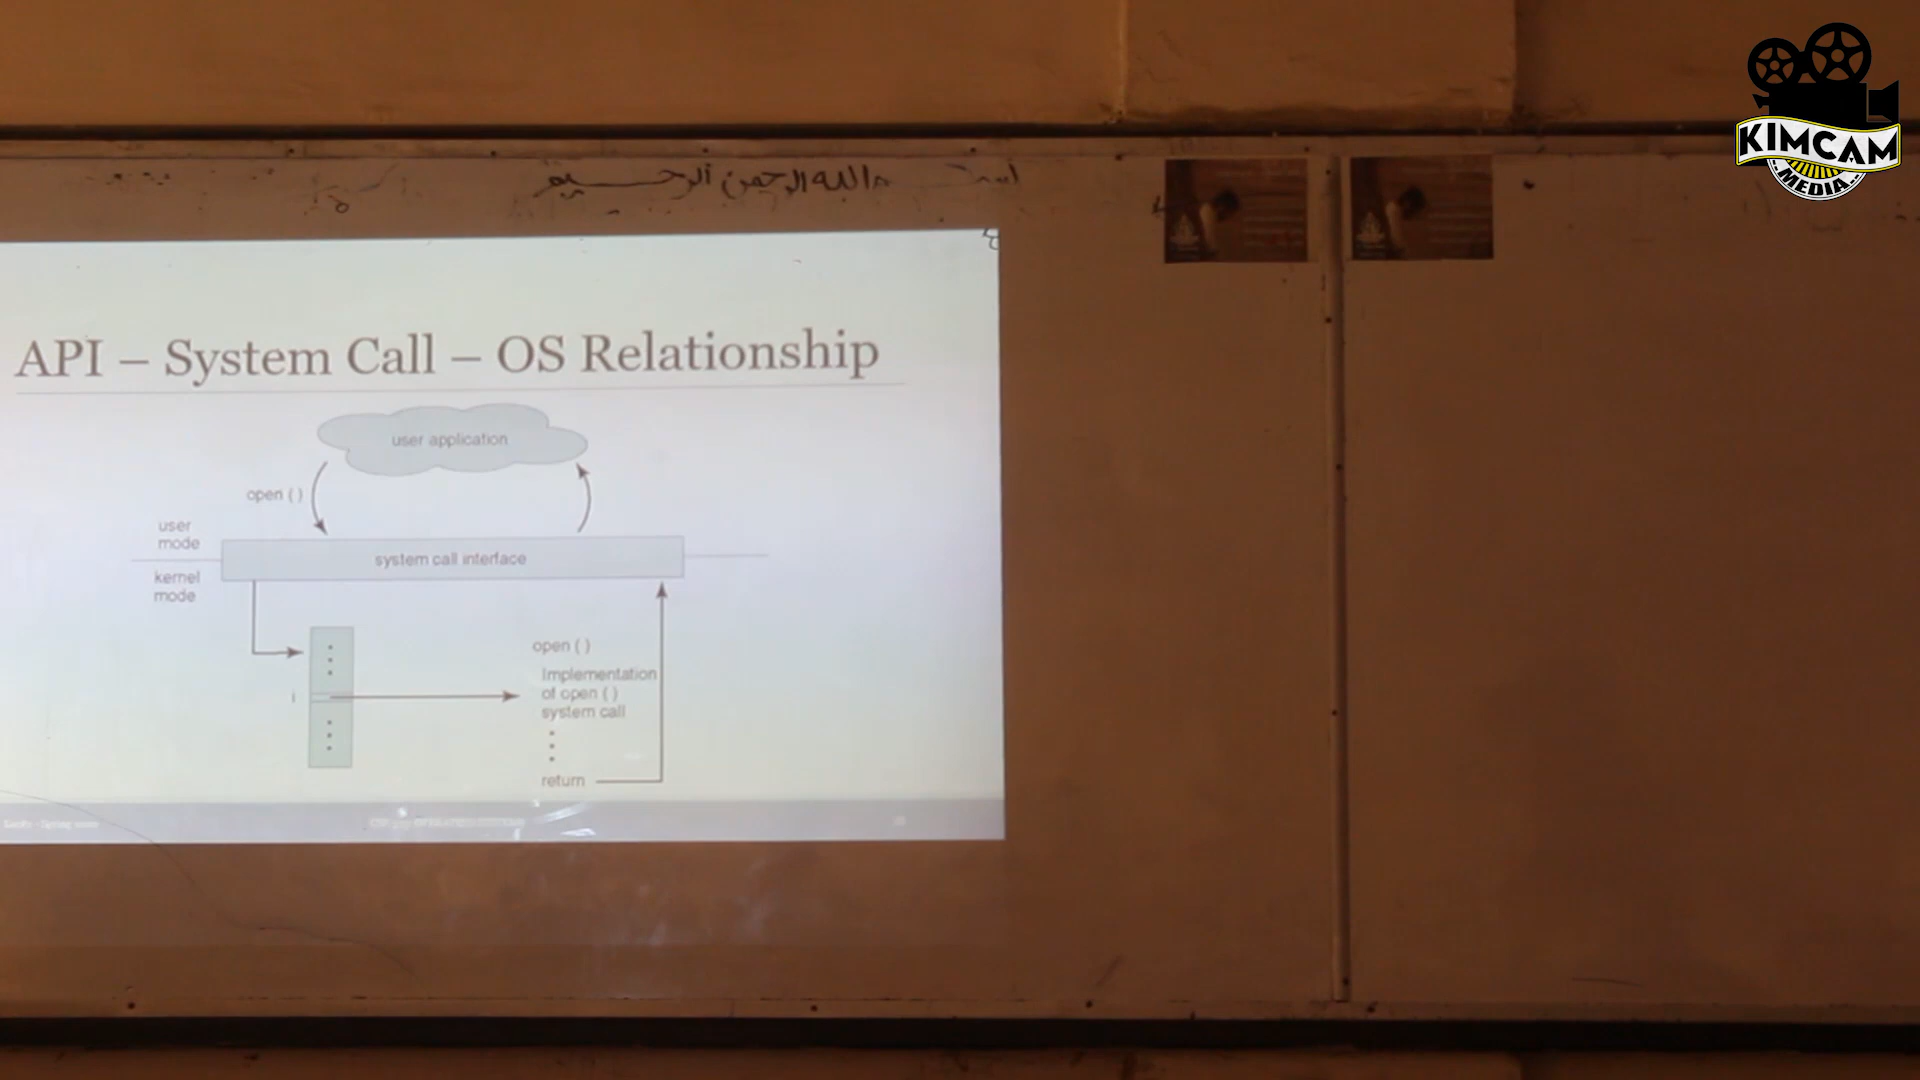 KIMCAM
MEDIA
الله الرحمن الرحيم
API – System Call – OS Relationship
user application
open ( )
user
mode
system call interface
kernel
mode
open ( )
i
Implementation
of open ( )
system call
return